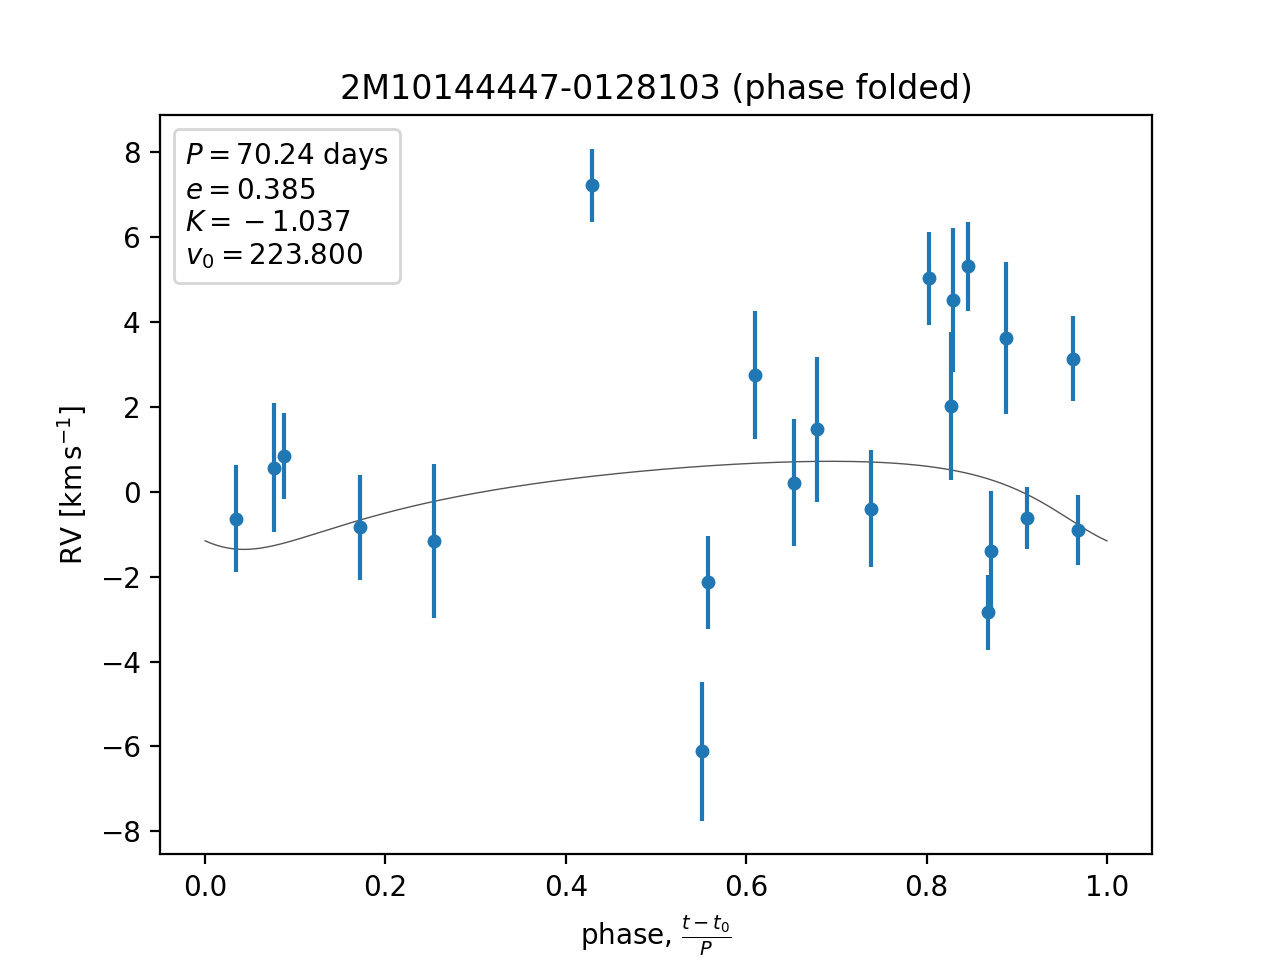 2M10144447-0128103 (phase folded)
P = 70.24 days
e = 0.385
K = −1.037
v₀ = 223.800
8
6
4
2
0
−2
−4
−6
−8
RV [km s⁻¹]
0.0 0.2 0.4 0.6 0.8 1.0
phase, (t − t₀)/P